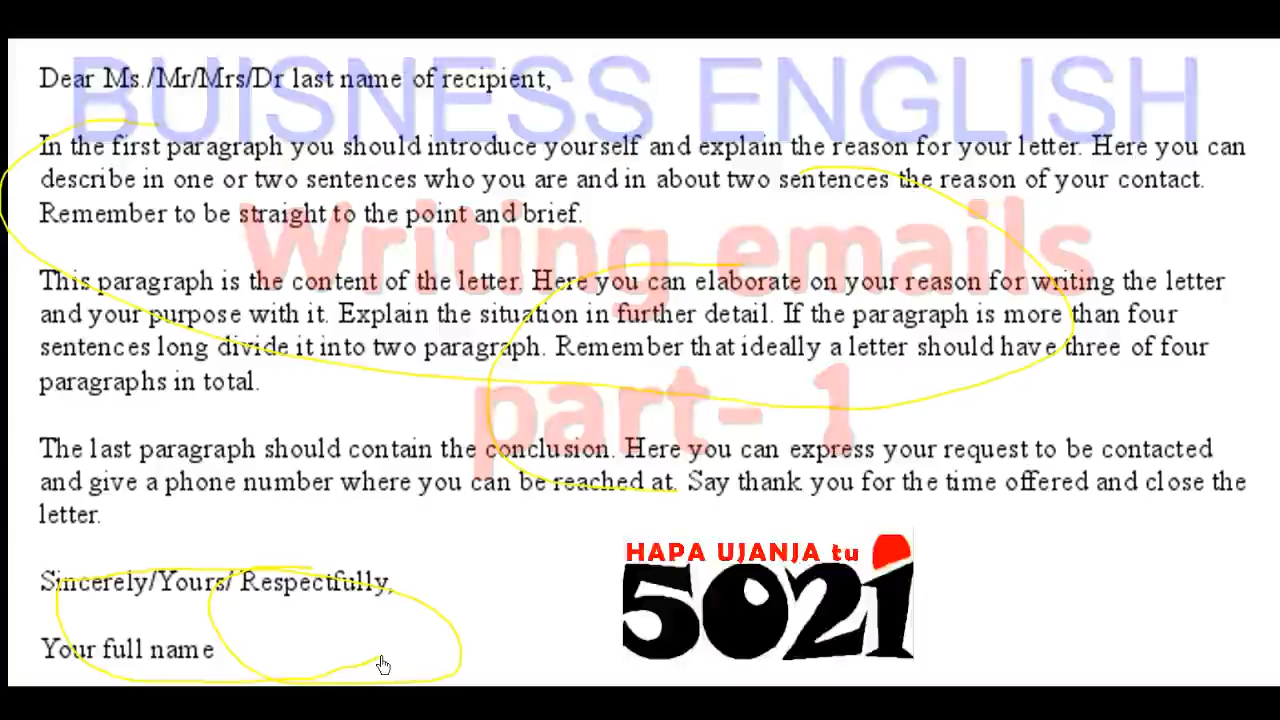 BUISNESS ENGLISH
Dear Ms./Mr/Mrs/Dr last name of recipient,
In the first paragraph you should introduce yourself and explain the reason for your letter. Here you can
describe in one or two sentences who you are and in about two sentences the reason of your contact.
Remember to be straight to the point and brief.
Writing emails
This paragraph is the content of the letter. Here you can elaborate on your reason for writing the letter
and your purpose with it. Explain the situation in further detail. If the paragraph is more than four
sentences long divide it into two paragraph. Remember that ideally a letter should have three of four
paragraphs in total.
part- 1
The last paragraph should contain the conclusion. Here you can express your request to be contacted
and give a phone number where you can be reached at. Say thank you for the time offered and close the
letter.
HAPA UJANJA tu
5021
Sincerely/Yours/ Respectfully,
Your full name